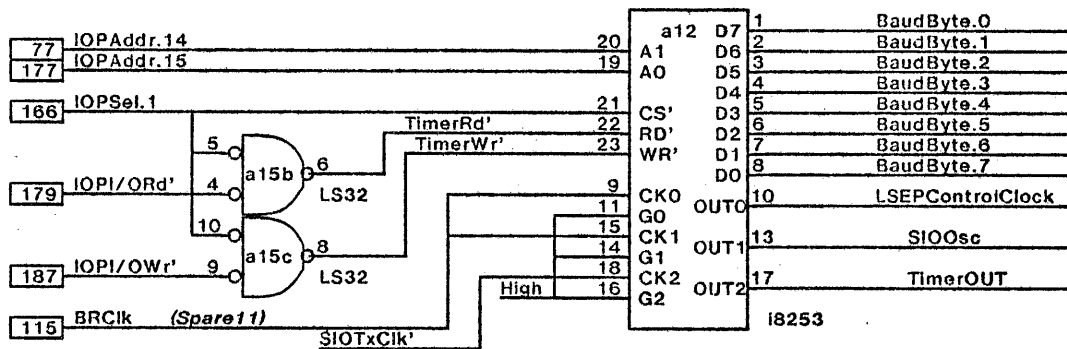 77 IOPAddr.14 20 A1 a12 D7 1 BaudByte.0
177 IOPAddr.15 19 A0 D6 2 BaudByte.1
D5 3 BaudByte.2
D4 4 BaudByte.3
166 IOPSel.1 21 CS' D3 5 BaudByte.4
TimerRd' 22 RD' D2 6 BaudByte.5
TimerWr' 23 WR' D1 7 BaudByte.6
D0 8 BaudByte.7
5 a15b 6 LS32
179 IOPI/ORd' 4
9 CK0 OUT0 10 LSEPControlClock
11 G0
10 a15c 8 LS32
15 CK1 OUT1 13 SIOOsc
14 G1
187 IOPI/OWr' 9
18 CK2 OUT2 17 TimerOUT
High 16 G2
115 BRClk (Spare11)
SIOTxClk'
i8253